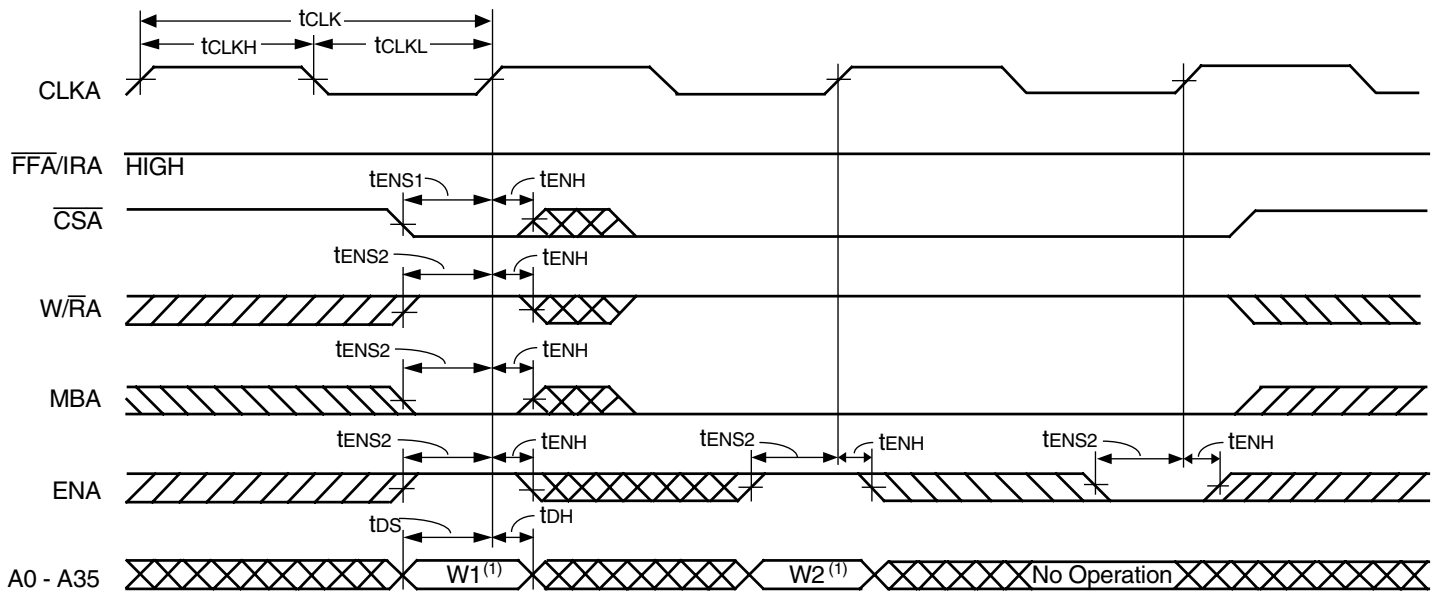 tCLK
tCLKH tCLKL
CLKA
FFA/IRA HIGH
tENS1 tENH
CSA
tENS2 tENH
W/RA
tENS2 tENH
MBA
tENS2 tENH tENS2 tENH tENS2 tENH
ENA
tDS tDH
A0 - A35 W1(1) W2(1) No Operation